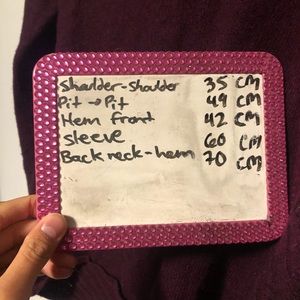 Shoulder-shoulder 35 CM
Pit → Pit 49 CM
Hem front 42 CM
Sleeve 60 CM
Back neck-hem 70 CM